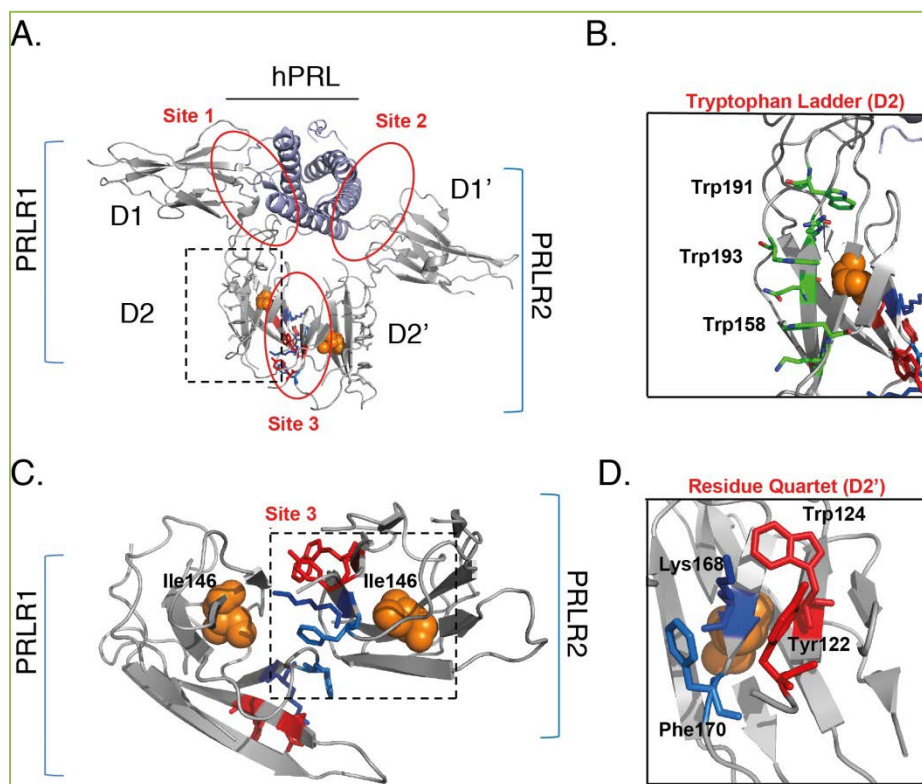 A.
hPRL
Site 1
Site 2
PRLR1
D1
D1’
D2
D2’
PRLR2
Site 3
B.
Tryptophan Ladder (D2)
Trp191
Trp193
Trp158
C.
Site 3
PRLR1
Ile146
Ile146
PRLR2
D.
Residue Quartet (D2’)
Trp124
Lys168
Tyr122
Phe170